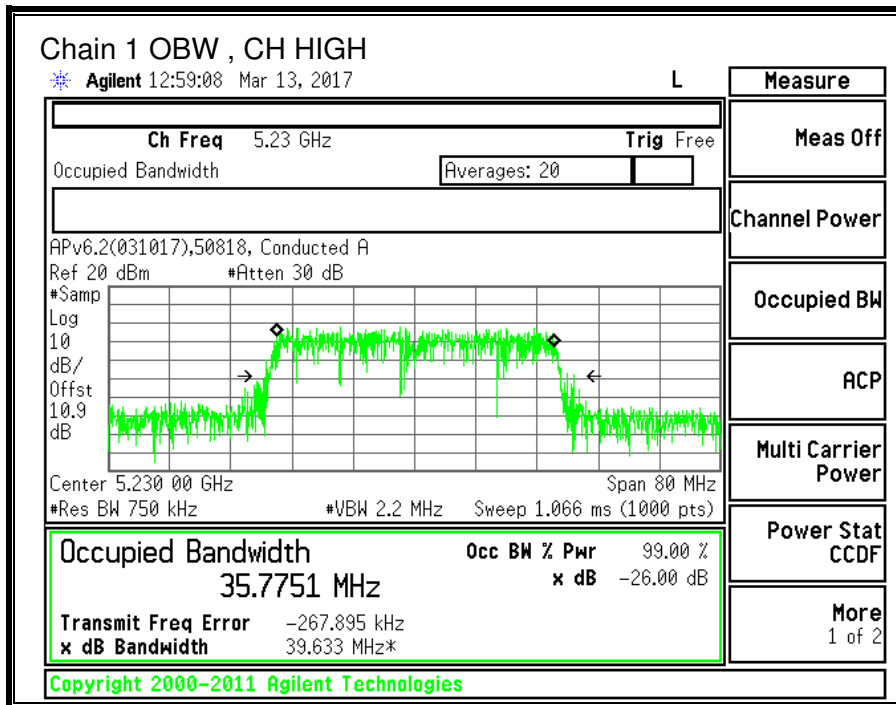 Chain 1 OBW , CH HIGH
Agilent 12:59:08 Mar 13, 2017 L
Measure
Ch Freq 5.23 GHz Trig Free
Meas Off
Occupied Bandwidth Averages: 20
Channel Power
APv6.2(031017),50818, Conducted A
Ref 20 dBm #Atten 30 dB
#Samp
Log
10
dB/
Offst
10.9
dB
Occupied BW
ACP
Multi Carrier
Power
Center 5.230 00 GHz Span 80 MHz
#Res BW 750 kHz #VBW 2.2 MHz Sweep 1.066 ms (1000 pts)
Power Stat
CCDF
Occupied Bandwidth Occ BW % Pwr 99.00 %
35.7751 MHz x dB -26.00 dB
Transmit Freq Error -267.895 kHz
x dB Bandwidth 39.633 MHz*
More
1 of 2
Copyright 2000-2011 Agilent Technologies